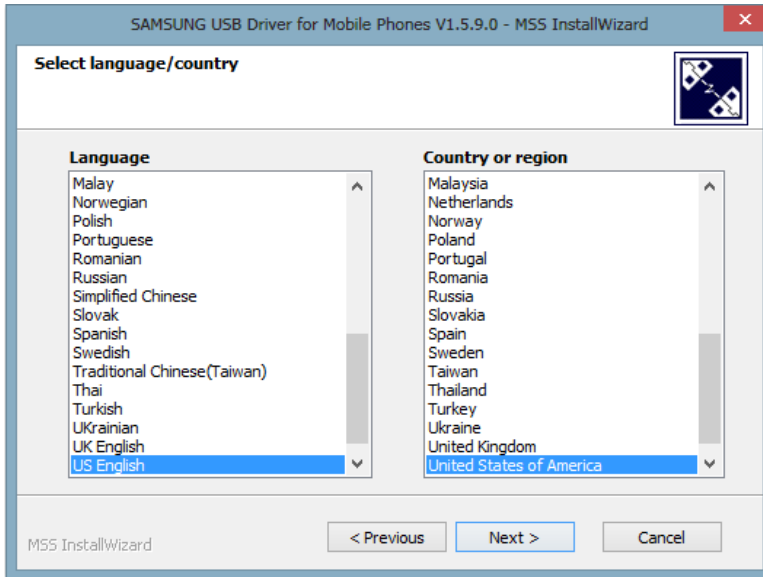 SAMSUNG USB Driver for Mobile Phones V1.5.9.0 - MSS InstallWizard
Select language/country
Language
Malay
Norwegian
Polish
Portuguese
Romanian
Russian
Simplified Chinese
Slovak
Spanish
Swedish
Traditional Chinese(Taiwan)
Thai
Turkish
UKrainian
UK English
US English
Country or region
Malaysia
Netherlands
Norway
Poland
Portugal
Romania
Russia
Slovakia
Spain
Sweden
Taiwan
Thailand
Turkey
Ukraine
United Kingdom
United States of America
MSS InstallWizard
< Previous
Next >
Cancel